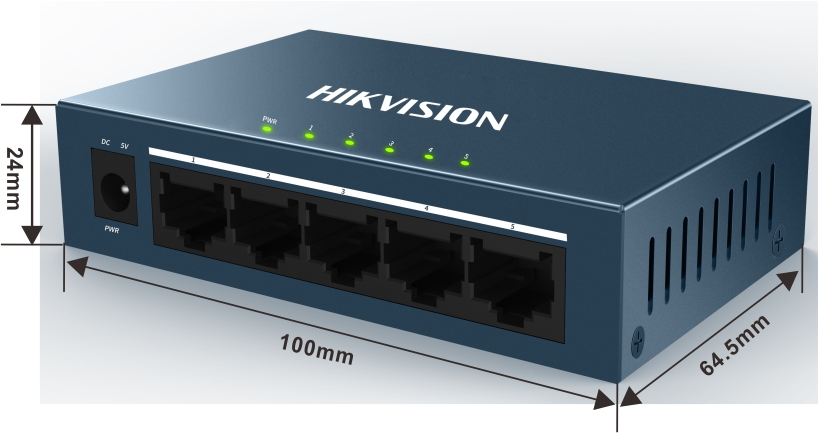 HIKVISION
PWR 1 2 3 4 5
DC 5V
PWR
1 2 3 4 5
24mm
100mm
64.5mm